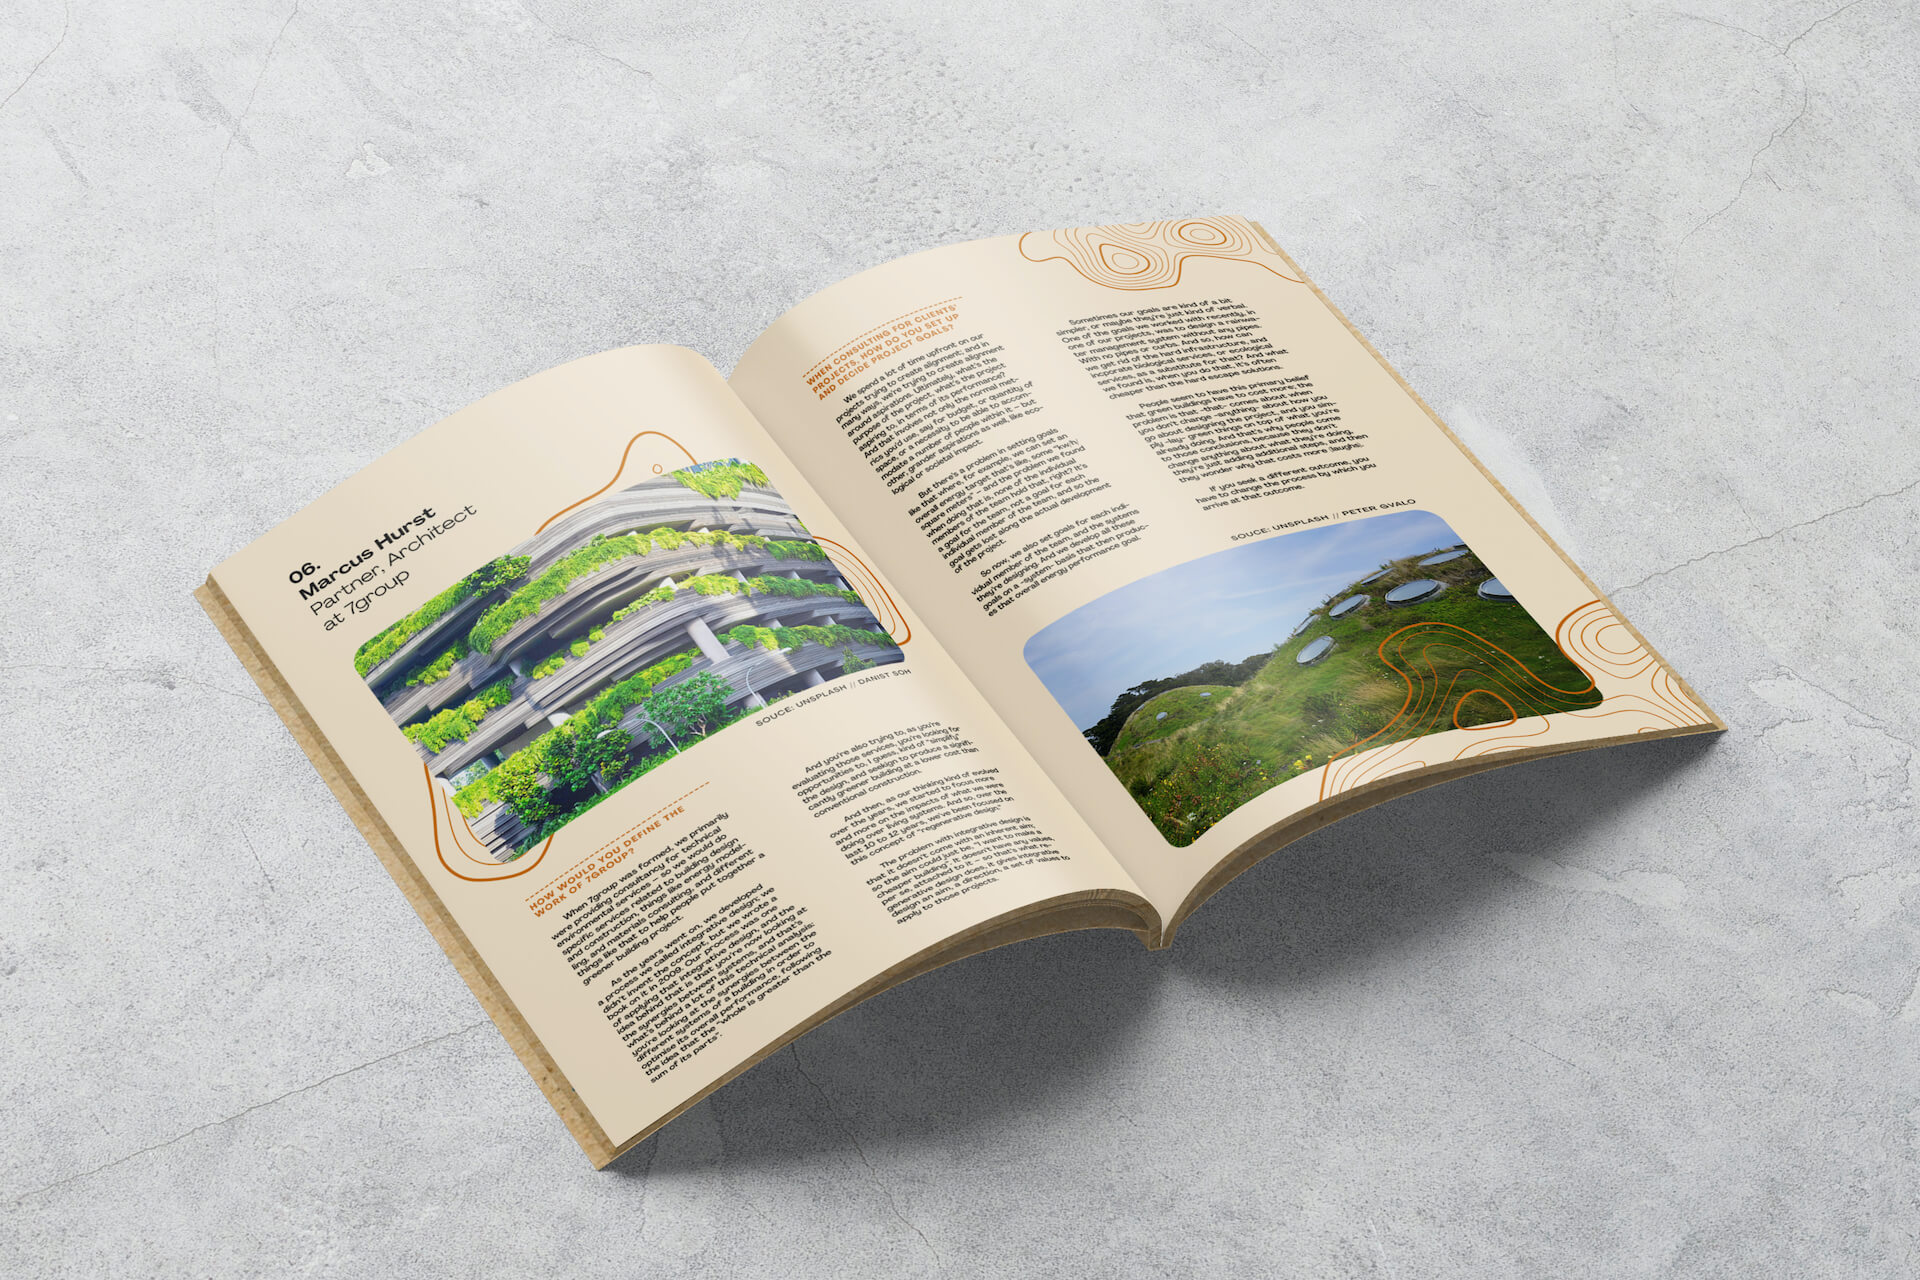 06.
Marcus Hurst
Partner, Architect
at 7group
SOUCE: UNSPLASH // DANIST SOH
HOW WOULD YOU DEFINE THE
WORK OF 7GROUP?
When 7group was formed, we primarily
were providing consultancy for technical
environmental services – so we would do
specific services related to building design
and construction, things like energy model-
ling, and materials consulting, and different
things like that to help people put together a
greener building project.
As the years went on, we developed
a process we called integrative design; we
didn't invent the concept, but we wrote a
book on it in 2009. Our process was one
of applying that integrative design, and the
idea behind that is that you're now looking at
the synergies between systems, and that's
what's behind a lot of this technical analysis:
you're looking at the synergies between the
different systems of a building in order to
optimise its overall performance, following
the idea that the "whole is greater than the
sum of its parts".
And you're also trying to, as you're
evaluating those services, you're looking for
opportunities to, I guess, kind of "simplify"
the design, and seekign to produce a signifi-
cantly greener building at a lower cost than
conventional construction.
And then, as our thinking kind of evolved
over the years, we started to focus more
and more on the impacts of what we were
doing over living systems. And so, over the
last 10 to 12 years, we've been focused on
this concept of "regenerative design."
The problem with integrative design is
that it doesn't come with an inherent aim;
so the aim could just be, "I want to make a
cheaper building". It doesn't have any values,
per se, attached to it – so that's what re-
generative design does, it gives integrative
design an aim, a direction, a set of values to
apply to those projects.
WHEN CONSULTING FOR CLIENTS'
PROJECTS, HOW DO YOU SET UP
AND DECIDE PROJECT GOALS?
We spend a lot of time upfront on our
projects trying to create alignment; and in
many ways, we're trying to create alignment
around aspirations. Ultimately, what's the
purpose of the project, what's the project
aspiring to, in terms of its performance?
And that involves not only the normal met-
rics you'd use, say for budget, or quantity of
space, or a necessity to be able to accom-
modate a number of people within it – but
other, grander aspirations as well, like eco-
logical or societal impact.
But there's a problem in setting goals
like that where, for example, we can set an
overall energy target that's like, some "kw/h/
square meters" – and the problem we found
when doing that is, none of the individual
members of the team hold that, right? It's
a goal for the team, not a goal for each
individual member of the team, and so the
goal gets lost along the actual development
of the project.
So now, we also set goals for each indi-
vidual member of the team, and the systems
they're designing. And we develop all these
goals on a -system- basis that then produc-
es that overall energy performance goal.
Sometimes our goals are kind of a bit
simpler, or maybe they're just kind of verbal.
One of the goals we worked with recently, in
one of our projects, was to design a rainwa-
ter management system without any pipes.
With no pipes or curbs. And so, how can
we get rid of the hard infrastructure, and
incporate biological services, or ecological
services, as a substitute for that? And what
we found is, when you do that, it's often
cheaper than the hard escape solutions.
People seem to have this primary belief
that green buildings have to cost more; the
problem is that -that- comes about when
you don't change -anything- about how you
go about designing the project, and you sim-
ply -lay- green things on top of what you're
already doing. And that's why people come
to those conclusions, because they don't
change anything about what they're doing,
they're just adding additional steps, and then
they wonder why that costs more (laughs).
If you seek a different outcome, you
have to change the process by which you
arrive at that outcome.
SOUCE: UNSPLASH // PETER GVALO